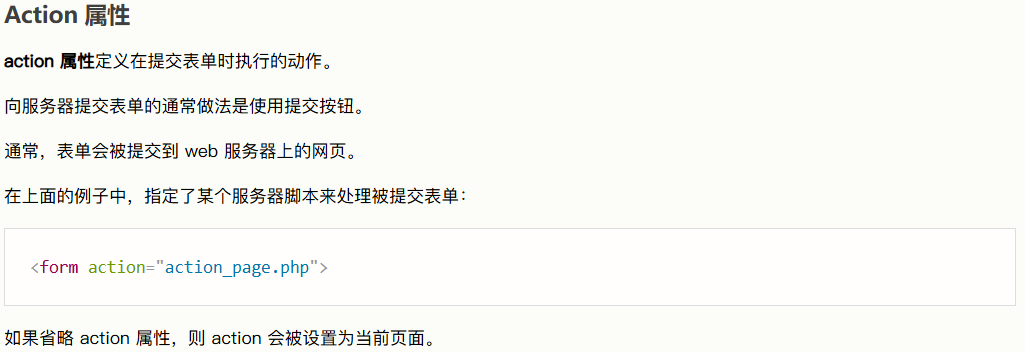 Action 属性
action 属性定义在提交表单时执行的动作。
向服务器提交表单的通常做法是使用提交按钮。
通常，表单会被提交到 web 服务器上的网页。
在上面的例子中，指定了某个服务器脚本来处理被提交表单：
<form action="action_page.php">
如果省略 action 属性，则 action 会被设置为当前页面。